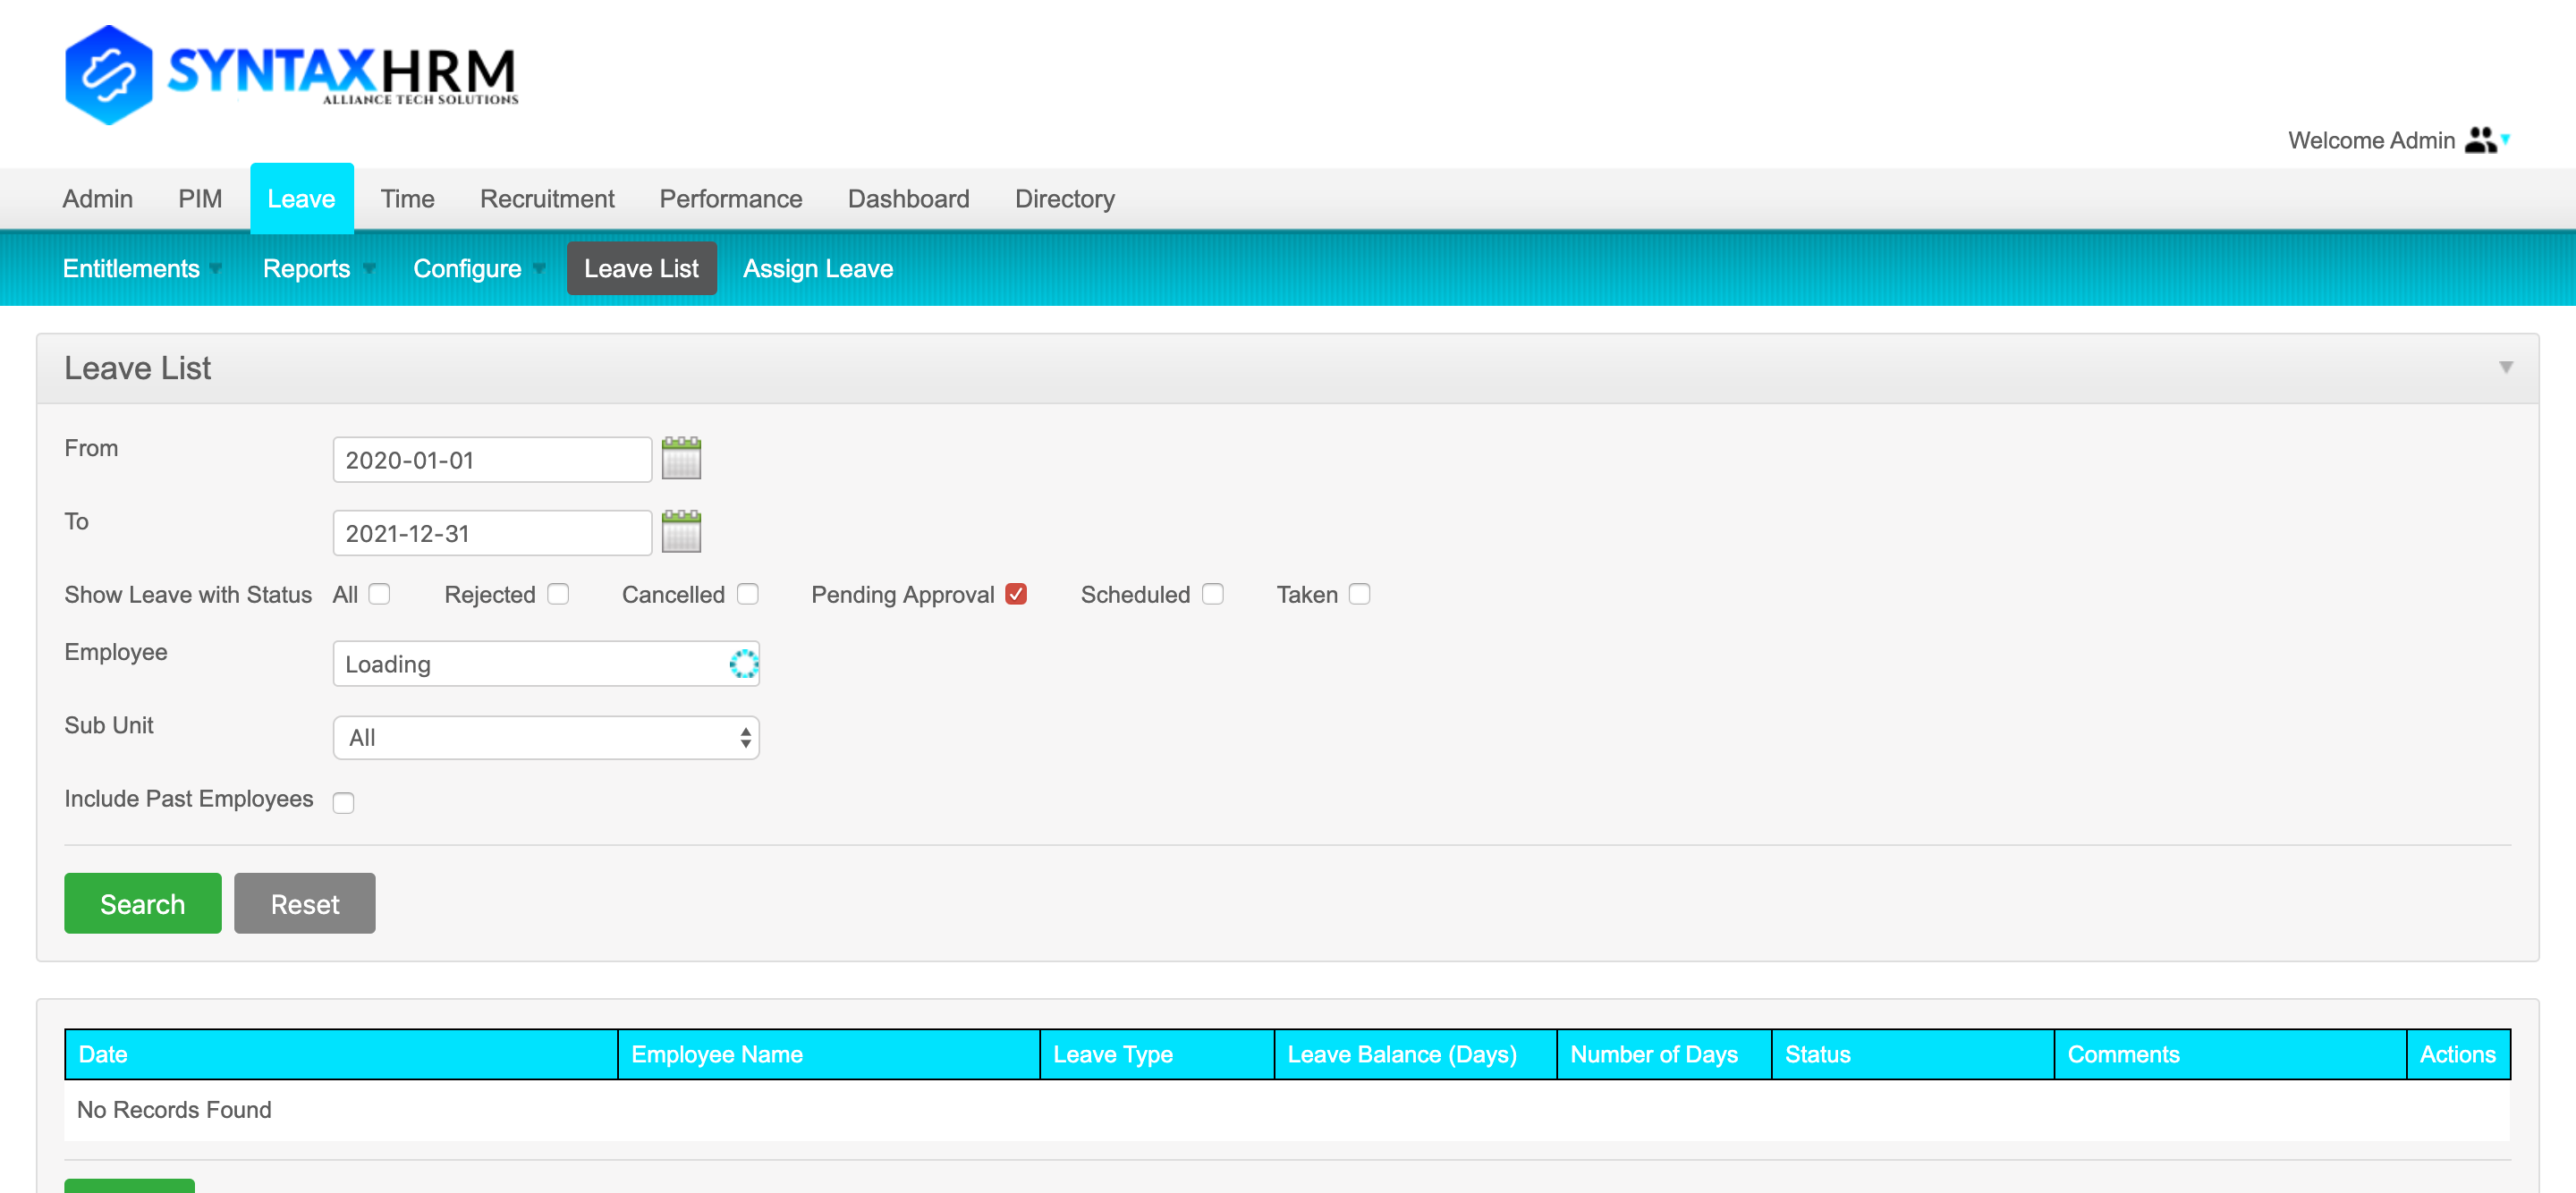 SYNTAXHRM
ALLIANCE TECH SOLUTIONS
Welcome Admin
Admin PIM Leave Time Recruitment Performance Dashboard Directory
Entitlements Reports Configure Leave List Assign Leave
Leave List
From 2020-01-01
To 2021-12-31
Show Leave with Status All Rejected Cancelled Pending Approval Scheduled Taken
Employee Loading
Sub Unit All
Include Past Employees
Search Reset
Date Employee Name Leave Type Leave Balance (Days) Number of Days Status Comments Actions
No Records Found